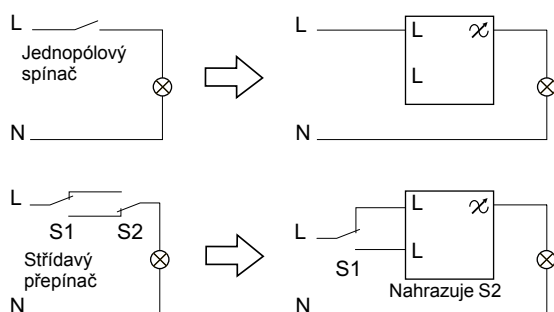 L
Jednopólový
spínač
N
L
L
L
N
L
S1 S2
Střídavý
přepínač
N
L
S1
L
L
Nahrazuje S2
N